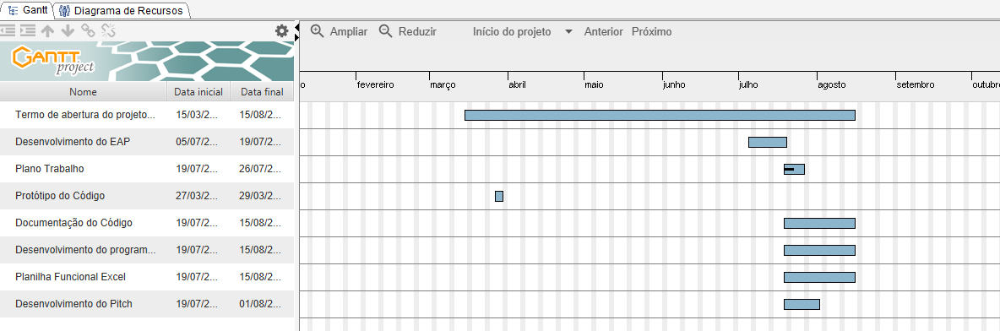 Gantt Diagrama de Recursos
Ampliar Reduzir Início do projeto Anterior Próximo
GANTT
project
Nome Data inicial Data final
o fevereiro março abril maio junho julho agosto setembro outubr
Termo de abertura do projeto... 15/03/2... 15/08/2...
Desenvolvimento do EAP 05/07/2... 19/07/2...
Plano Trabalho 19/07/2... 26/07/2...
Protótipo do Código 27/03/2... 29/03/2...
Documentação do Código 19/07/2... 15/08/2...
Desenvolvimento do program... 19/07/2... 15/08/2...
Planilha Funcional Excel 19/07/2... 15/08/2...
Desenvolvimento do Pitch 19/07/2... 01/08/2...